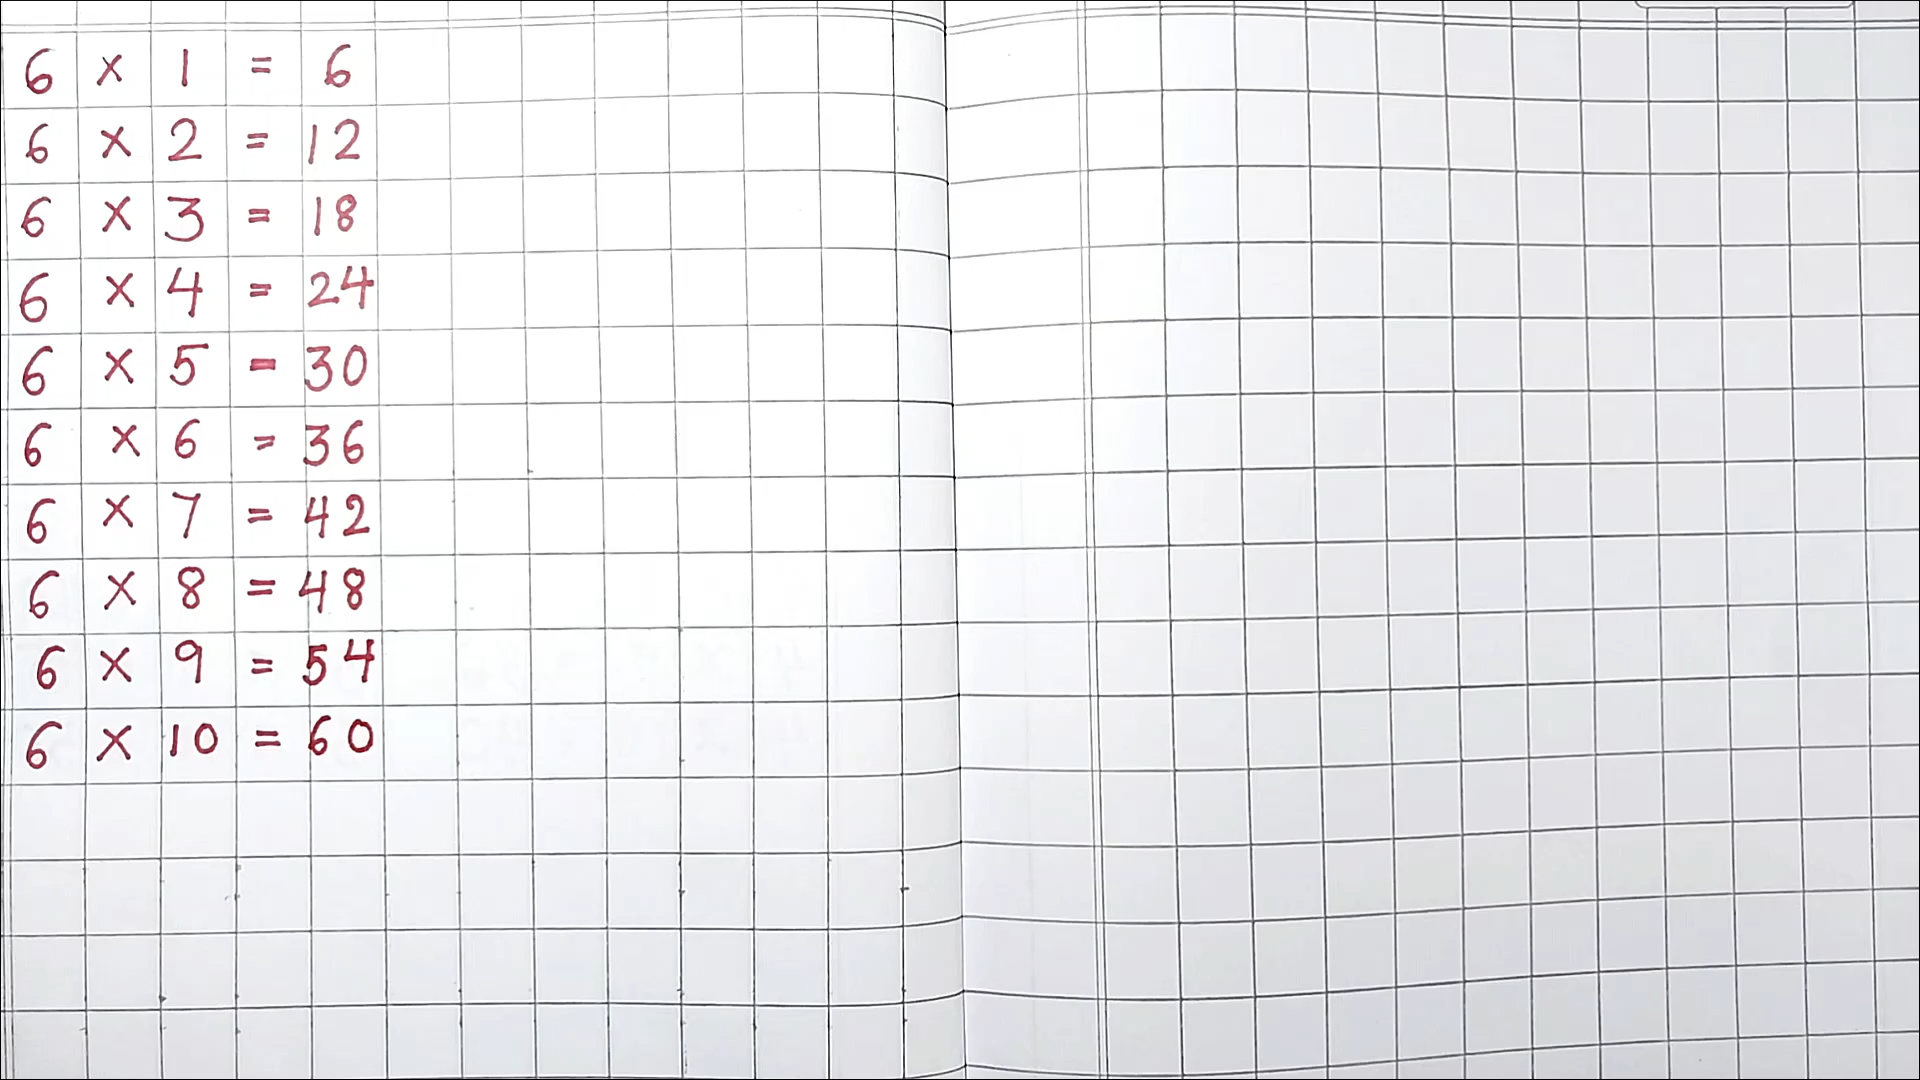 6 × 1 = 6
6 × 2 = 12
6 × 3 = 18
6 × 4 = 24
6 × 5 = 30
6 × 6 = 36
6 × 7 = 42
6 × 8 = 48
6 × 9 = 54
6 × 10 = 60